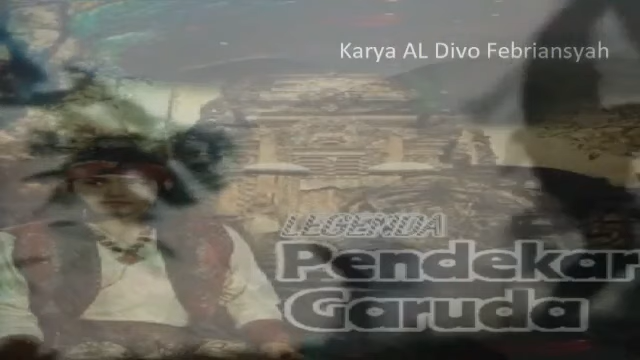 Karya AL Divo Febriansyah
LEGENDA
Pendekar
Garuda